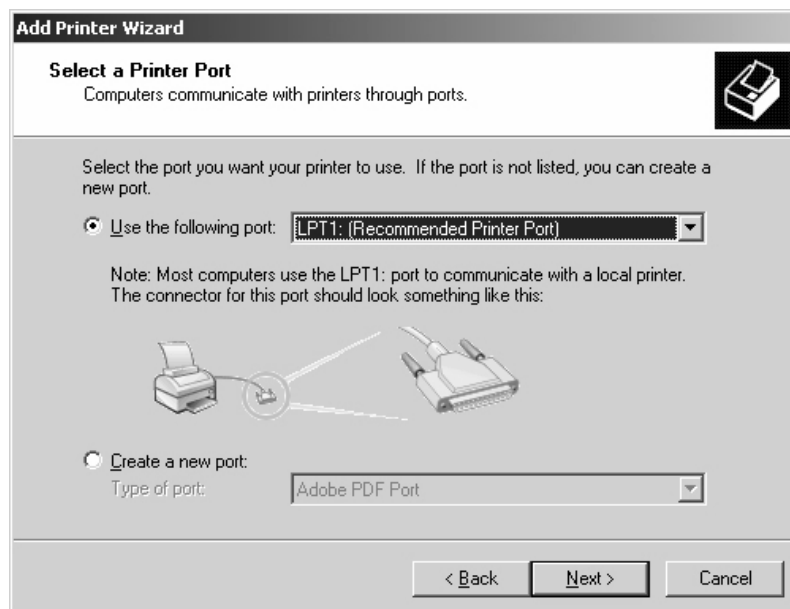 Add Printer Wizard
Select a Printer Port
Computers communicate with printers through ports.
Select the port you want your printer to use. If the port is not listed, you can create a
new port.
Use the following port: LPT1: (Recommended Printer Port)
Note: Most computers use the LPT1: port to communicate with a local printer.
The connector for this port should look something like this:
Create a new port:
Type of port: Adobe PDF Port
< Back Next > Cancel